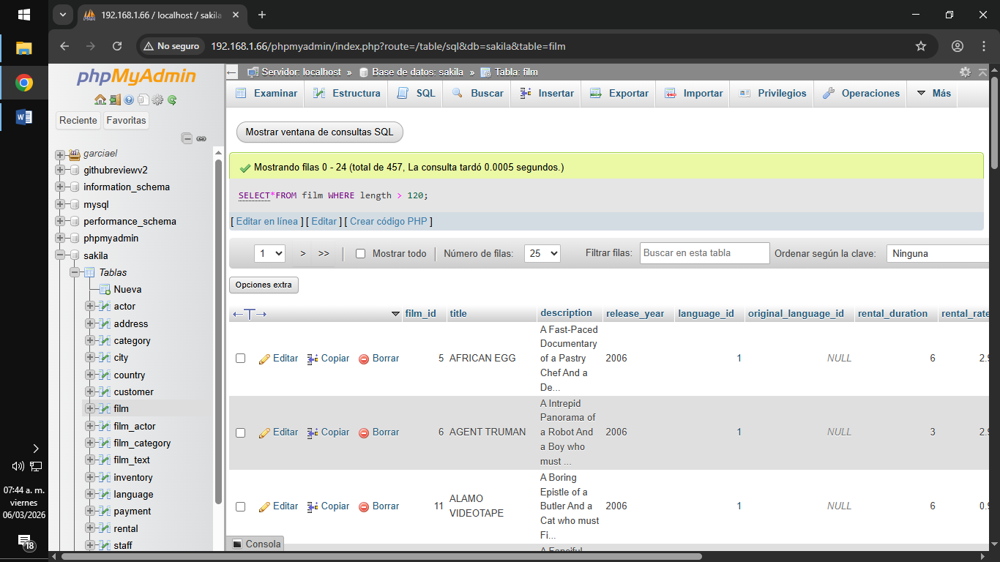 192.168.1.66 / localhost / sakila
No seguro
192.168.1.66/phpmyadmin/index.php?route=/table/sql&db=sakila&table=film
phpMyAdmin
Reciente
Favoritas
garciael
githubreviewv2
information_schema
mysql
performance_schema
phpmyadmin
sakila
Tablas
Nueva
actor
address
category
city
country
customer
film
film_actor
film_category
film_text
inventory
language
payment
rental
staff
Servidor: localhost » Base de datos: sakila » Tabla: film
Examinar Estructura SQL Buscar Insertar Exportar Importar Privilegios Operaciones Más
Mostrar ventana de consultas SQL
Mostrando filas 0 - 24 (total de 457, La consulta tardó 0.0005 segundos.)
SELECT*FROM film WHERE length > 120;
[ Editar en línea ] [ Editar ] [ Crear código PHP ]
1 > >> | Mostrar todo | Número de filas: 25 Filtrar filas: Buscar en esta tabla Ordenar según la clave: Ninguna
Opciones extra
film_id title description release_year language_id original_language_id rental_duration rental_rate
Editar Copiar Borrar 5 AFRICAN EGG
A Fast-Paced
Documentary
of a Pastry
Chef And a
De...
2006 1 NULL 6 2.9
Editar Copiar Borrar 6 AGENT TRUMAN
A Intrepid
Panorama of
a Robot And
a Boy who
must ...
2006 1 NULL 3 2.9
Editar Copiar Borrar 11
ALAMO
VIDEOTAPE
A Boring
Epistle of a
Butler And a
Cat who must
Fi...
2006 1 NULL 6 0.9
A Fanciful
Consola
07:44 a. m.
viernes
06/03/2026
18